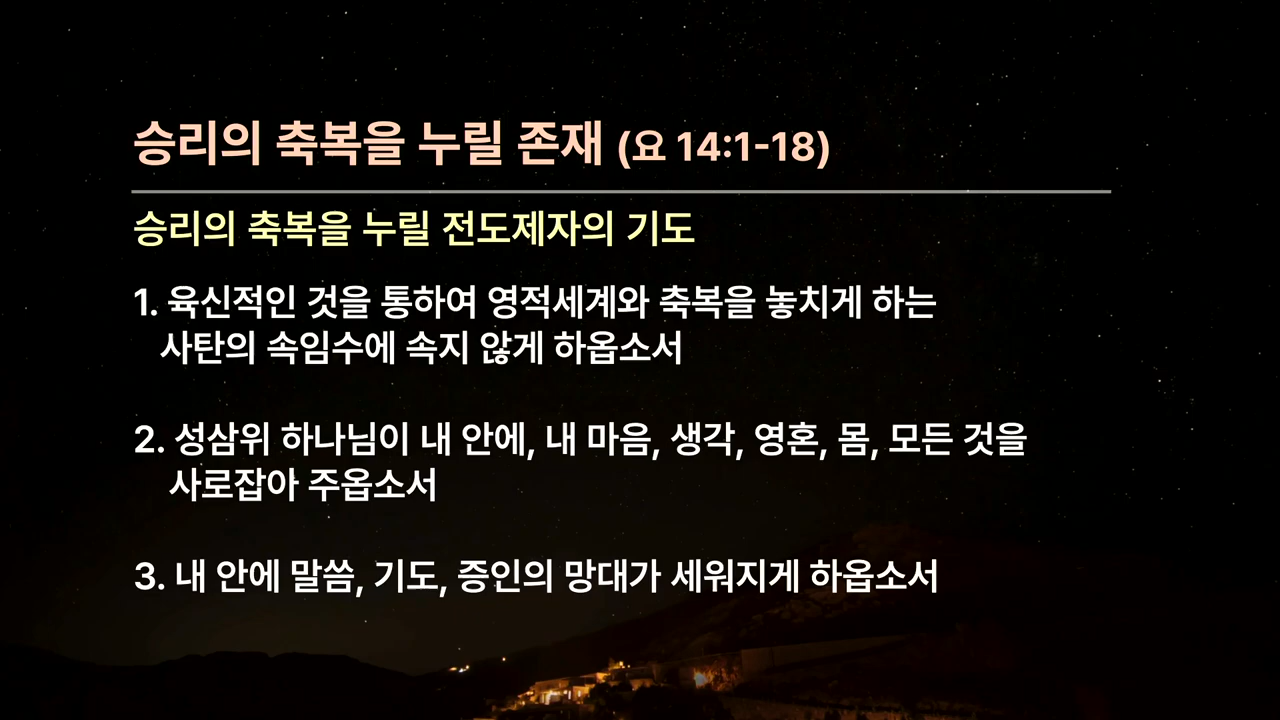 승리의 축복을 누릴 존재 (요 14:1-18)
승리의 축복을 누릴 전도제자의 기도
1. 육신적인 것을 통하여 영적세계와 축복을 놓치게 하는
사탄의 속임수에 속지 않게 하옵소서
2. 성삼위 하나님이 내 안에, 내 마음, 생각, 영혼, 몸, 모든 것을
사로잡아 주옵소서
3. 내 안에 말씀, 기도, 증인의 망대가 세워지게 하옵소서